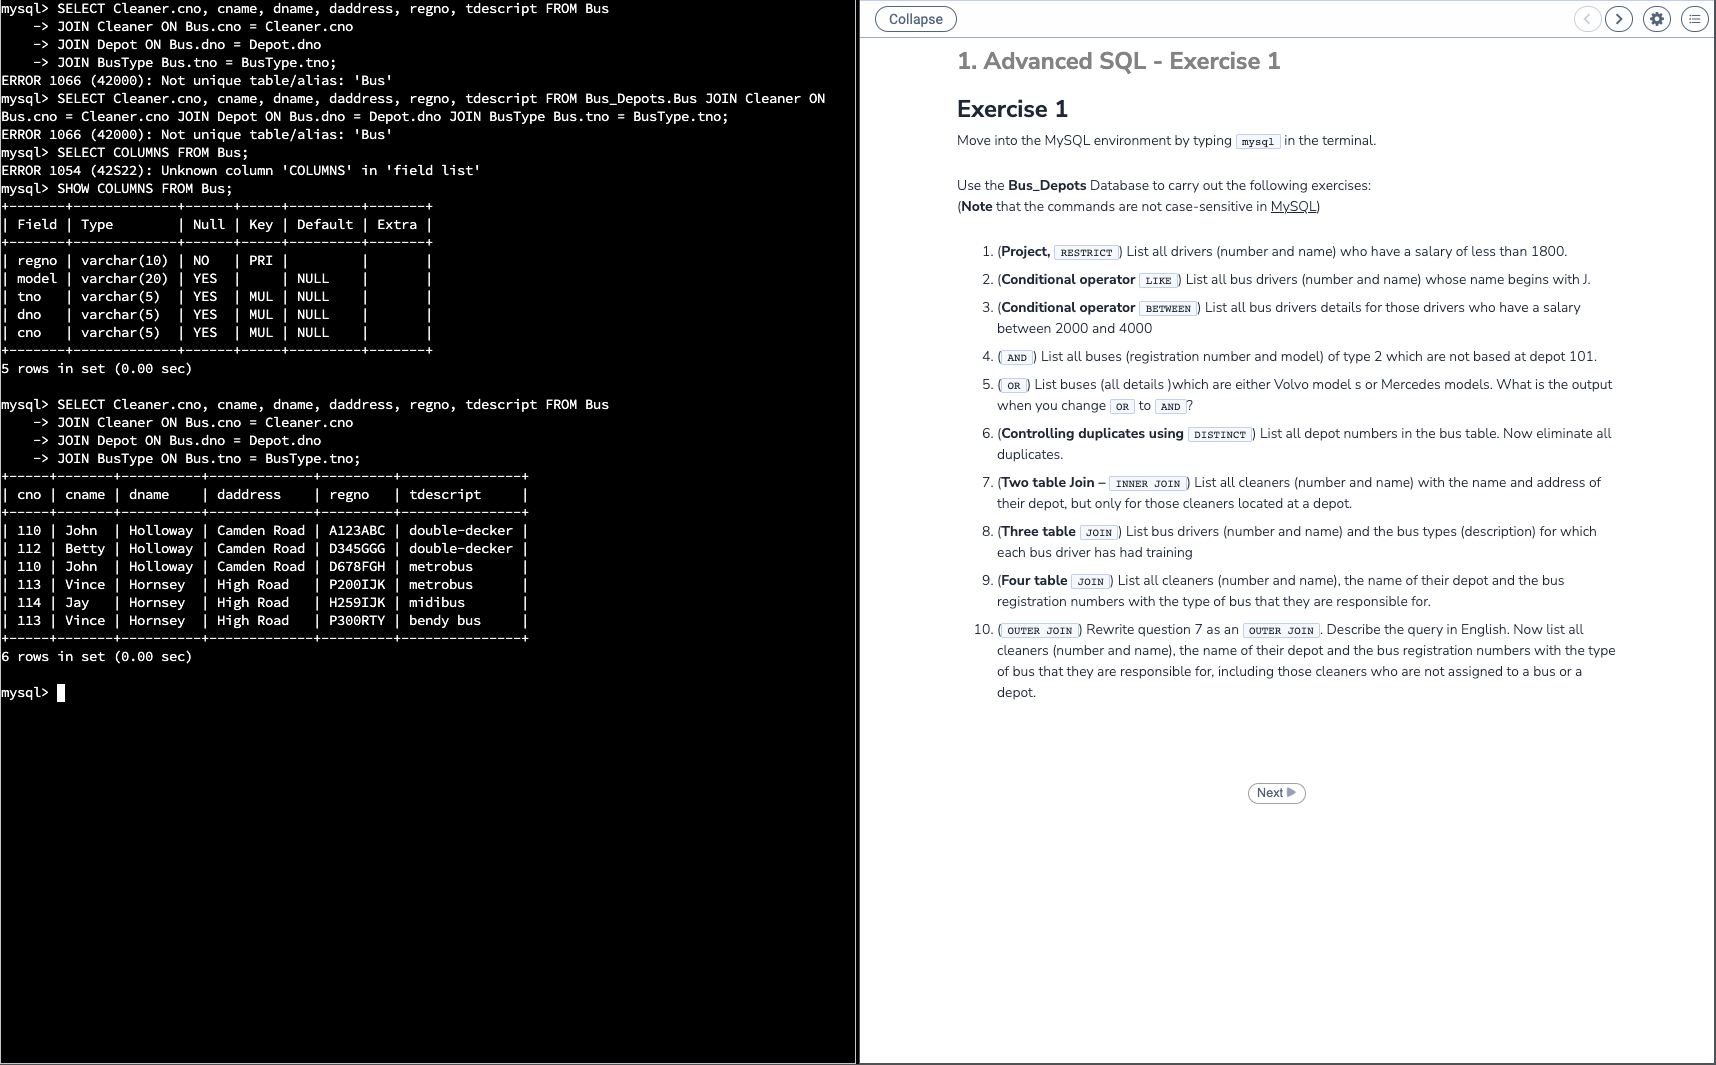 mysql> SELECT Cleaner.cno, cname, dname, daddress, regno, tdescript FROM Bus
    -> JOIN Cleaner ON Bus.cno = Cleaner.cno
    -> JOIN Depot ON Bus.dno = Depot.dno
    -> JOIN BusType Bus.tno = BusType.tno;
ERROR 1066 (42000): Not unique table/alias: 'Bus'
mysql> SELECT Cleaner.cno, cname, dname, daddress, regno, tdescript FROM Bus_Depots.Bus JOIN Cleaner ON
Bus.cno = Cleaner.cno JOIN Depot ON Bus.dno = Depot.dno JOIN BusType Bus.tno = BusType.tno;
ERROR 1066 (42000): Not unique table/alias: 'Bus'
mysql> SELECT COLUMNS FROM Bus;
ERROR 1054 (42S22): Unknown column 'COLUMNS' in 'field list'
mysql> SHOW COLUMNS FROM Bus;
+-------+-------------+------+-----+---------+-------+
| Field | Type        | Null | Key | Default | Extra |
+-------+-------------+------+-----+---------+-------+
| regno | varchar(10) | NO   | PRI |         |       |
| model | varchar(20) | YES  |     | NULL    |       |
| tno   | varchar(5)  | YES  | MUL | NULL    |       |
| dno   | varchar(5)  | YES  | MUL | NULL    |       |
| cno   | varchar(5)  | YES  | MUL | NULL    |       |
+-------+-------------+------+-----+---------+-------+
5 rows in set (0.00 sec)
mysql> SELECT Cleaner.cno, cname, dname, daddress, regno, tdescript FROM Bus
    -> JOIN Cleaner ON Bus.cno = Cleaner.cno
    -> JOIN Depot ON Bus.dno = Depot.dno
    -> JOIN BusType ON Bus.tno = BusType.tno;
+-----+-------+----------+-------------+---------+---------------+
| cno | cname | dname    | daddress    | regno   | tdescript     |
+-----+-------+----------+-------------+---------+---------------+
| 110 | John  | Holloway | Camden Road | A123ABC | double-decker |
| 112 | Betty | Holloway | Camden Road | D345GGG | double-decker |
| 110 | John  | Holloway | Camden Road | D678FGH | metrobus      |
| 113 | Vince | Hornsey  | High Road   | P200IJK | metrobus      |
| 114 | Jay   | Hornsey  | High Road   | H259IJK | midibus       |
| 113 | Vince | Hornsey  | High Road   | P300RTY | bendy bus     |
+-----+-------+----------+-------------+---------+---------------+
6 rows in set (0.00 sec)
mysql>
Collapse
1. Advanced SQL - Exercise 1
Exercise 1
Move into the MySQL environment by typing mysql in the terminal.
Use the Bus_Depots Database to carry out the following exercises:
(Note that the commands are not case-sensitive in MySQL)
1. (Project, RESTRICT) List all drivers (number and name) who have a salary of less than 1800.
2. (Conditional operator LIKE) List all bus drivers (number and name) whose name begins with J.
3. (Conditional operator BETWEEN) List all bus drivers details for those drivers who have a salary
between 2000 and 4000
4. (AND) List all buses (registration number and model) of type 2 which are not based at depot 101.
5. (OR) List buses (all details )which are either Volvo model s or Mercedes models. What is the output
when you change OR to AND?
6. (Controlling duplicates using DISTINCT) List all depot numbers in the bus table. Now eliminate all
duplicates.
7. (Two table Join – INNER JOIN) List all cleaners (number and name) with the name and address of
their depot, but only for those cleaners located at a depot.
8. (Three table JOIN) List bus drivers (number and name) and the bus types (description) for which
each bus driver has had training
9. (Four table JOIN) List all cleaners (number and name), the name of their depot and the bus
registration numbers with the type of bus that they are responsible for.
10. (OUTER JOIN) Rewrite question 7 as an OUTER JOIN. Describe the query in English. Now list all
cleaners (number and name), the name of their depot and the bus registration numbers with the type
of bus that they are responsible for, including those cleaners who are not assigned to a bus or a
depot.
Next